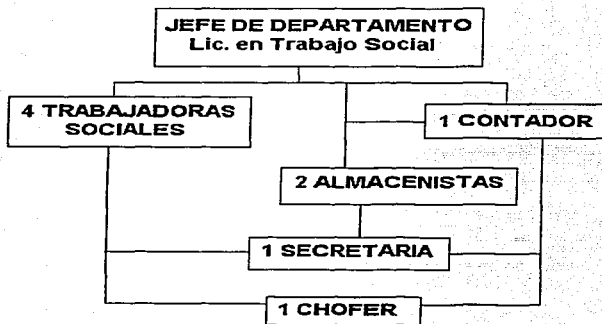 JEFE DE DEPARTAMENTO
Lic. en Trabajo Social
4 TRABAJADORAS
SOCIALES
1 CONTADOR
2 ALMACENISTAS
1 SECRETARIA
1 CHOFER